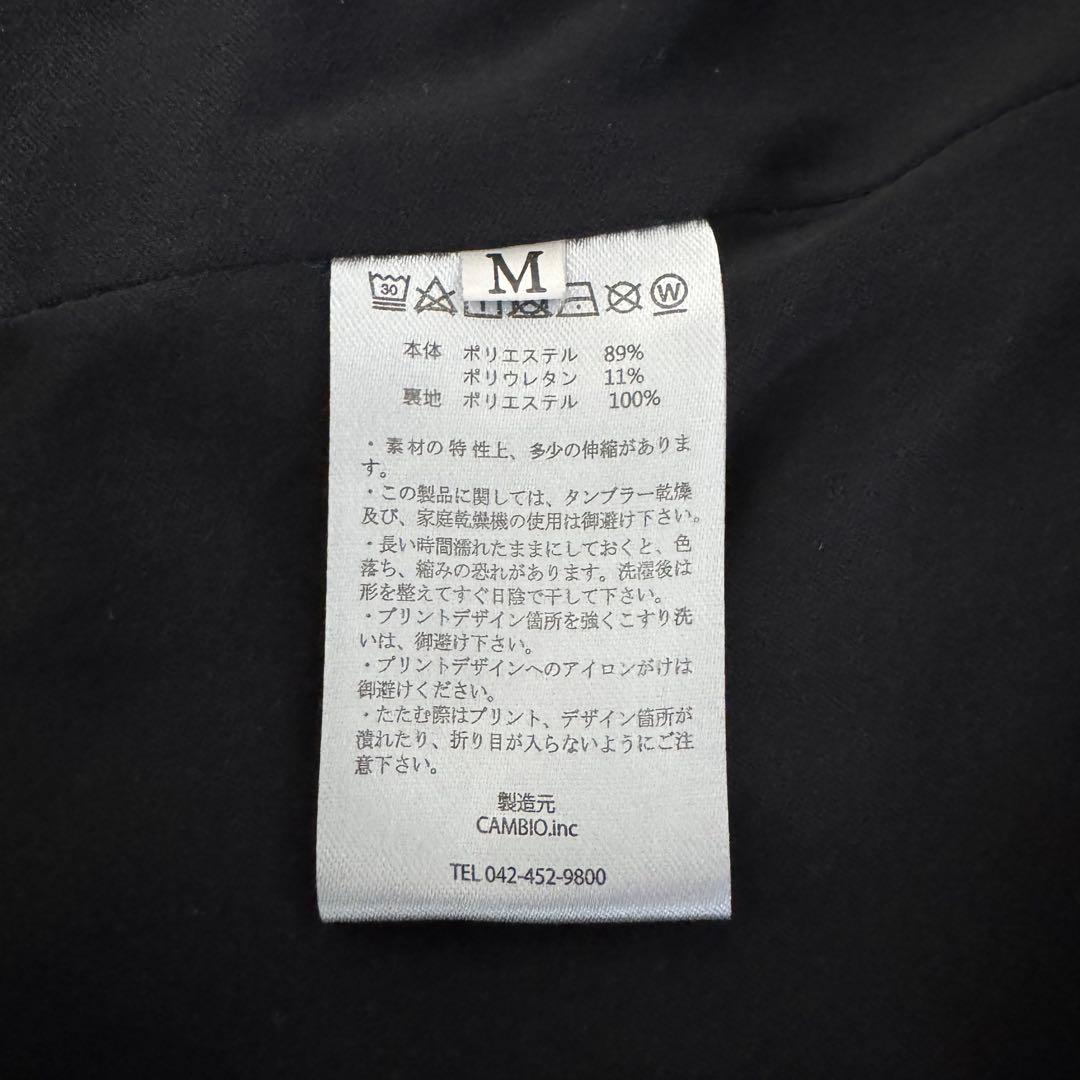 M
30
W
本体 ポリエステル 89%
ポリウレタン 11%
裏地 ポリエステル 100%
・素材の特性上、多少の伸縮がありま
す。
・この製品に関しては、タンブラー乾燥
及び、家庭乾燥機の使用は御避け下さい。
・長い時間濡れたままにしておくと、色
落ち、縮みの恐れがあります。洗濯後は
形を整えてすぐ日陰で干して下さい。
・プリントデザイン箇所を強くこすり洗
いは、御避け下さい。
・プリントデザインへのアイロンがけは
御避けください。
・たたむ際はプリント、デザイン箇所が
潰れたり、折り目が入らないようにご注
意下さい。
製造元
CAMBIO.inc
TEL 042-452-9800